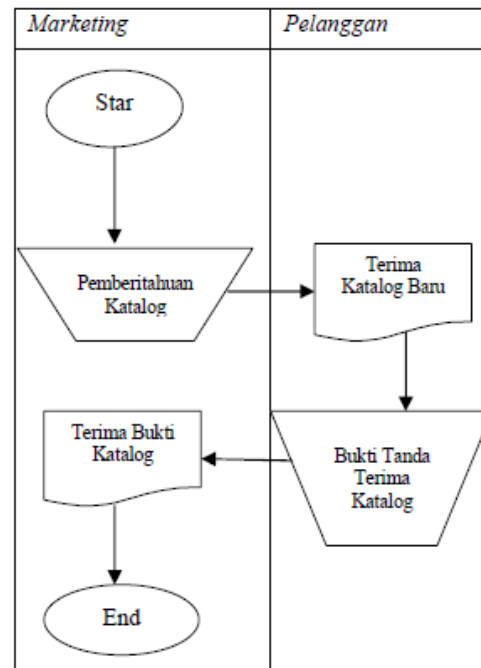 Marketing
Pelanggan
Star
Pemberitahuan
Katalog
Terima
Katalog Baru
Terima Bukti
Katalog
Bukti Tanda
Terima
Katalog
End